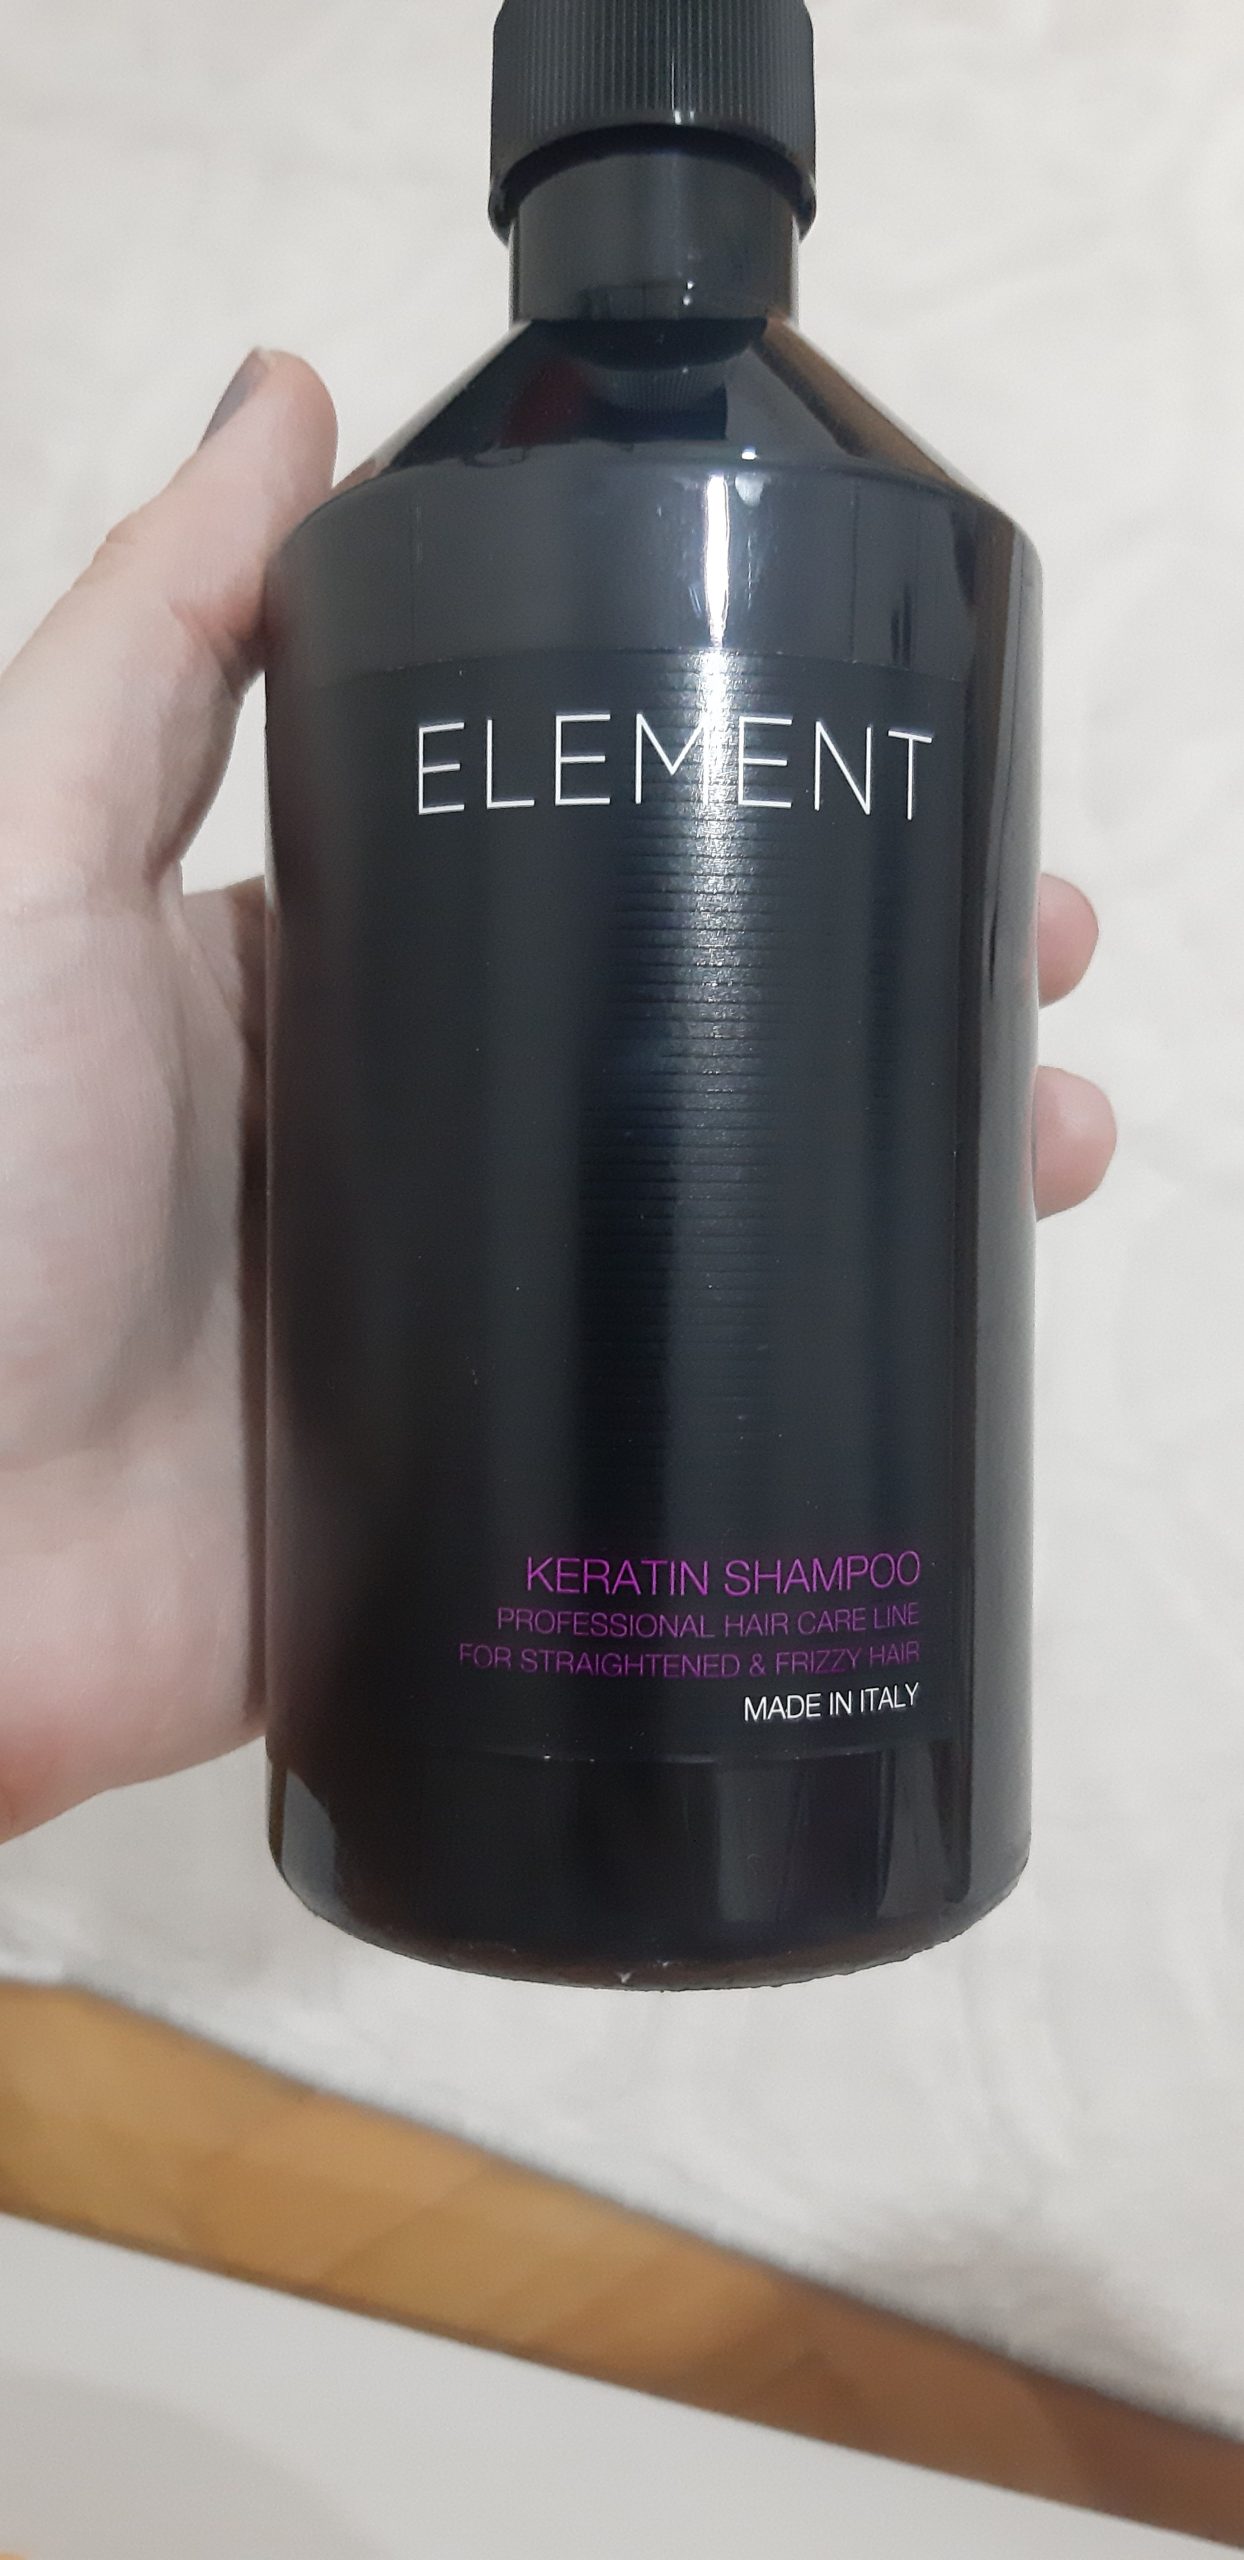 ELEMENT
KERATIN SHAMPOO
PROFESSIONAL HAIR CARE LINE
FOR STRAIGHTENED & FRIZZY HAIR
MADE IN ITALY